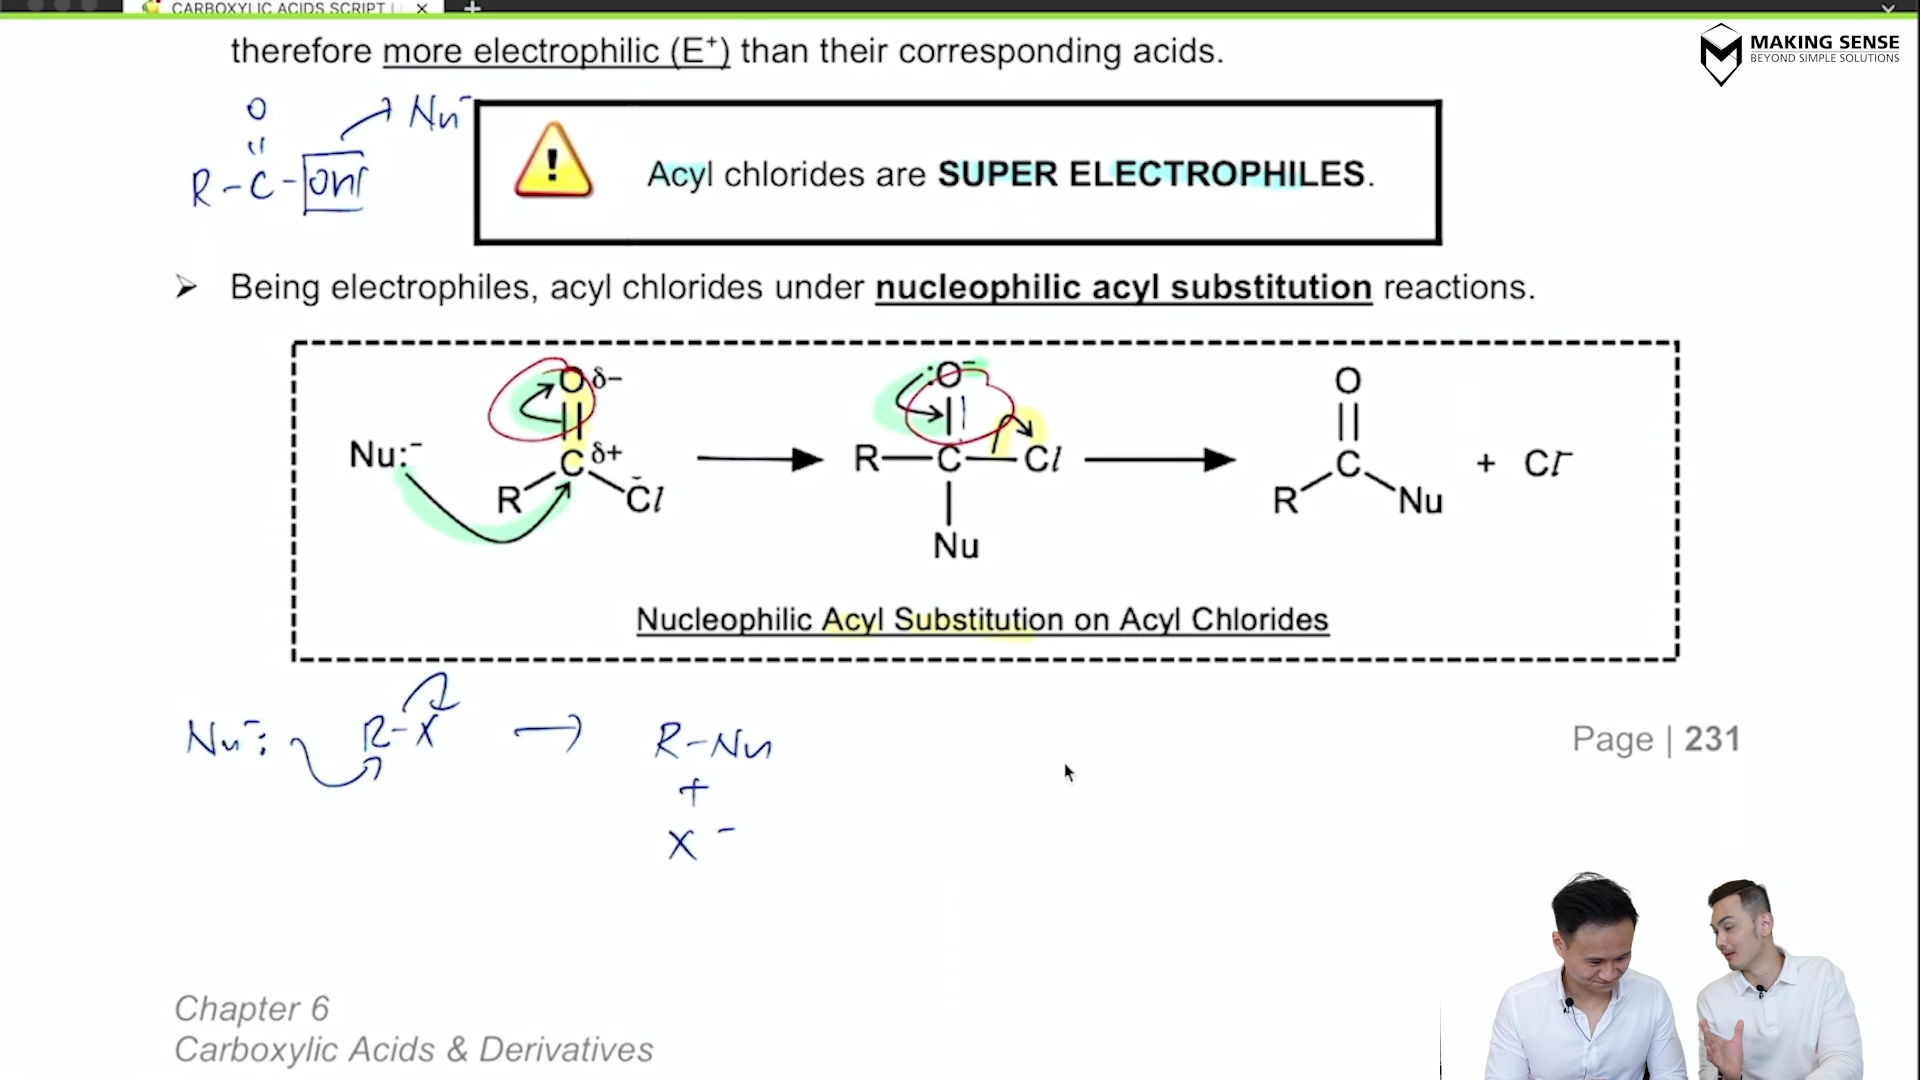 CARBOXYLIC ACIDS SCRIPT
MAKING SENSE
BEYOND SIMPLE SOLUTIONS
therefore more electrophilic (E⁺) than their corresponding acids.
O
Nu⁻
R-C-OH
!
Acyl chlorides are SUPER ELECTROPHILES.
Being electrophiles, acyl chlorides under nucleophilic acyl substitution reactions.
O δ−
:O⁻
O
Nu:⁻
C δ+
R—C—Cl
C
+ Cl⁻
R
Cl
R
Nu
Nu
Nucleophilic Acyl Substitution on Acyl Chlorides
Nu⁻: R-X → R-Nu
+
X⁻
Page | 231
Chapter 6
Carboxylic Acids & Derivatives